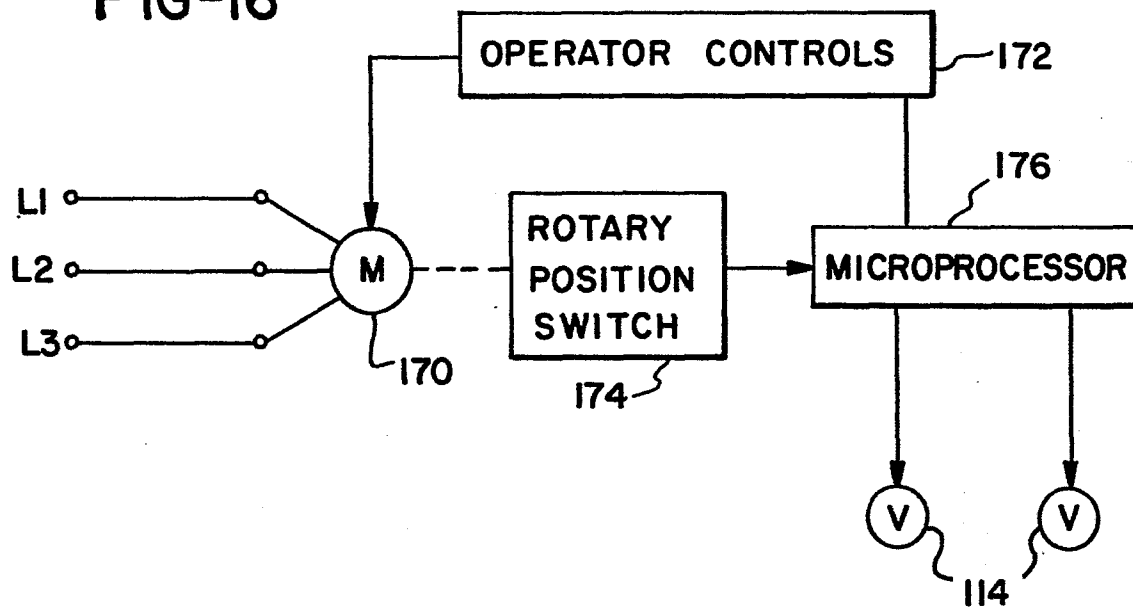 FIG-16
OPERATOR CONTROLS
172
176
L1
L2
L3
M
170
ROTARY
POSITION
SWITCH
174
MICROPROCESSOR
V
V
114